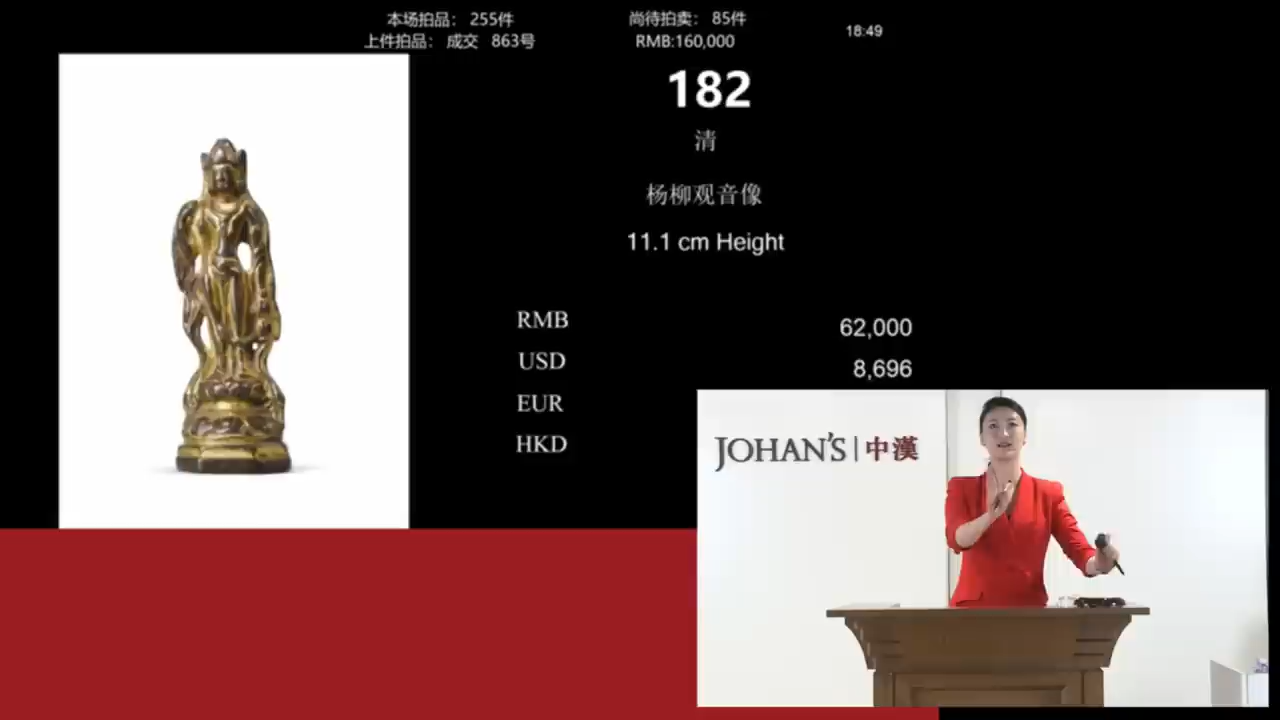 本场拍品： 255件
尚待拍卖： 85件
上件拍品： 成交 863号
RMB:160,000
18:49
182
清
杨柳观音像
11.1 cm Height
RMB 62,000
USD 8,696
EUR
HKD
JOHAN'S | 中漢